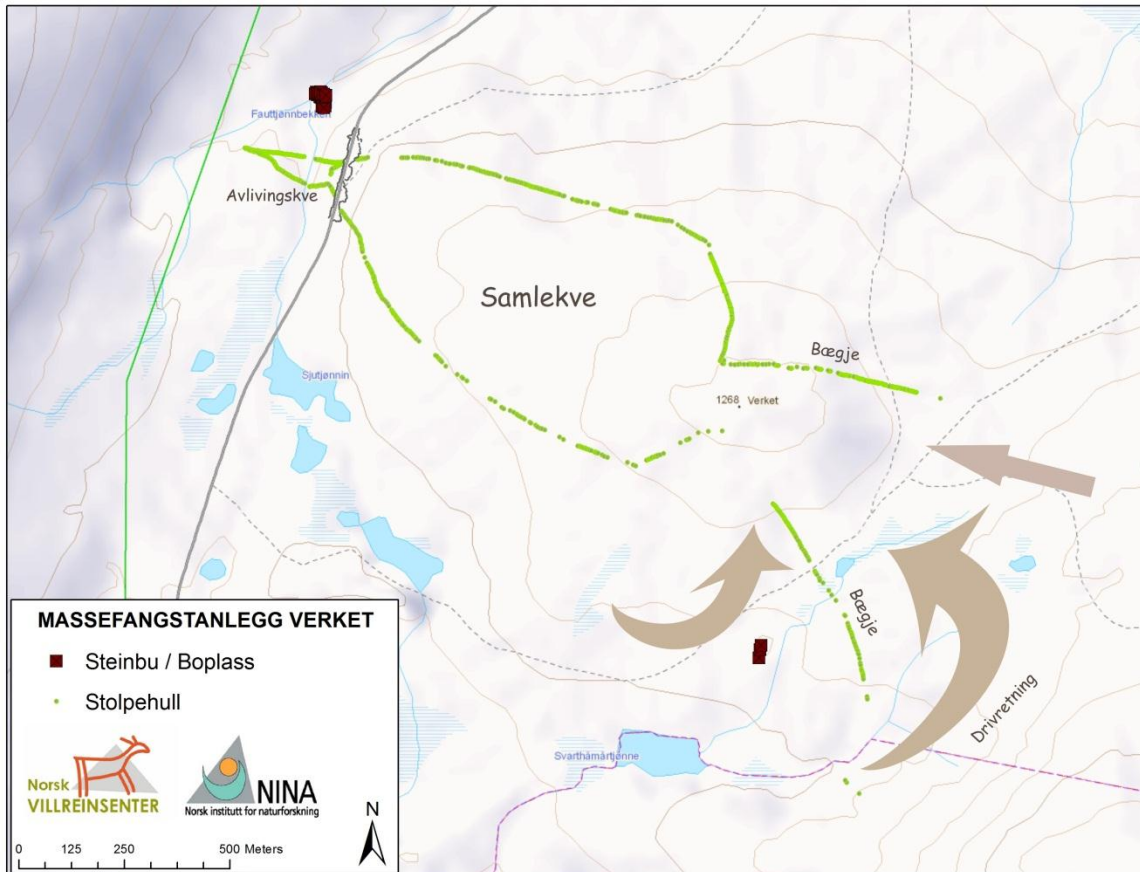 Fauttjønnbekken
Avlivingskve
Samlekve
Bægje
Sjutjønnin
1268 Verket
Bægje
Drivretning
Svarthåmårtjønne
MASSEFANGSTANLEGG VERKET
Steinbu / Boplass
Stolpehull
Norsk
VILLREINSENTER
NINA
Norsk institutt for naturforskning
N
0 125 250 500 Meters